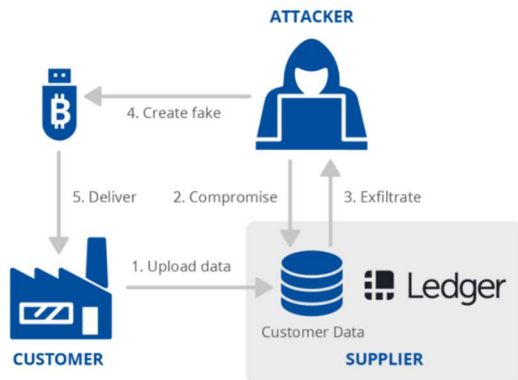 ATTACKER
4. Create fake
5. Deliver
2. Compromise
3. Exfiltrate
1. Upload data
Ledger
Customer Data
CUSTOMER
SUPPLIER